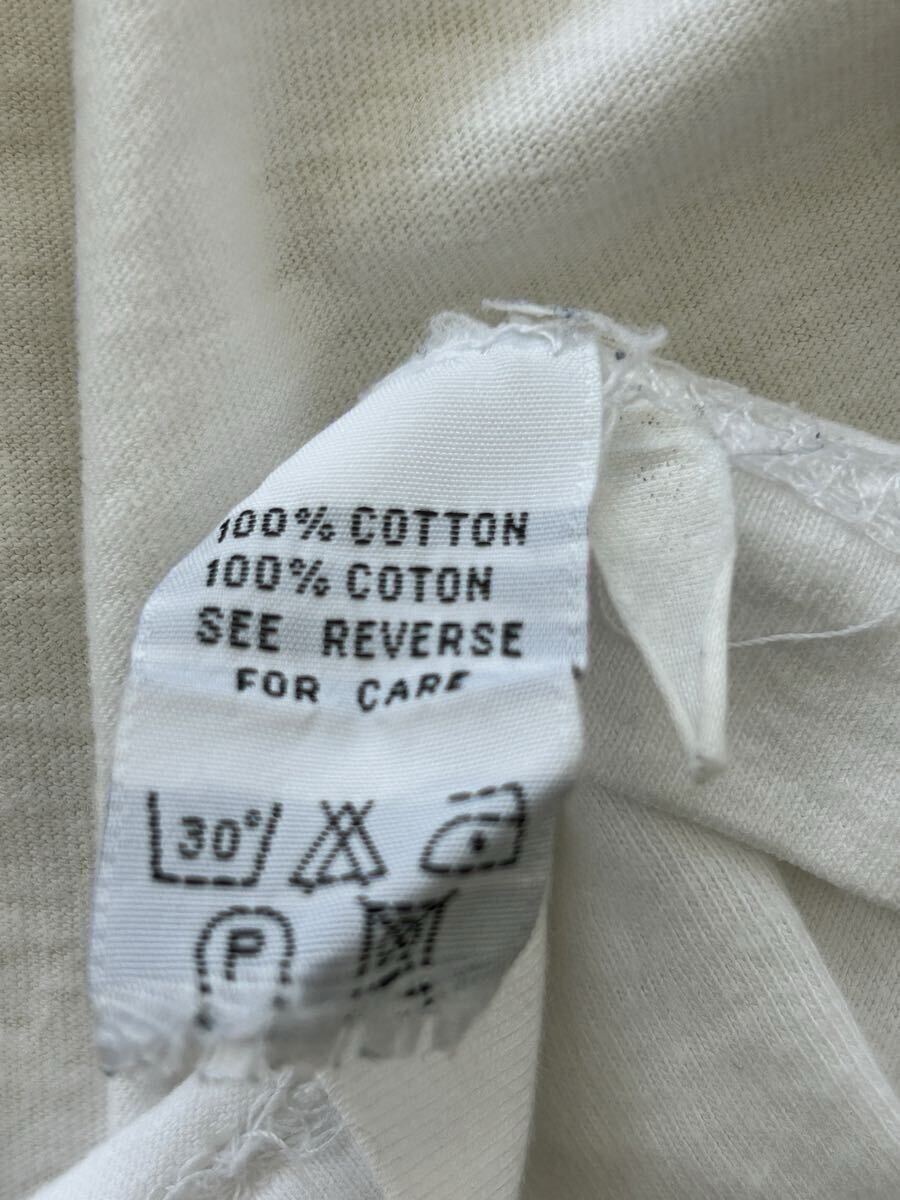 100% COTTON
100% COTON
SEE REVERSE
FOR CARE
30°
P